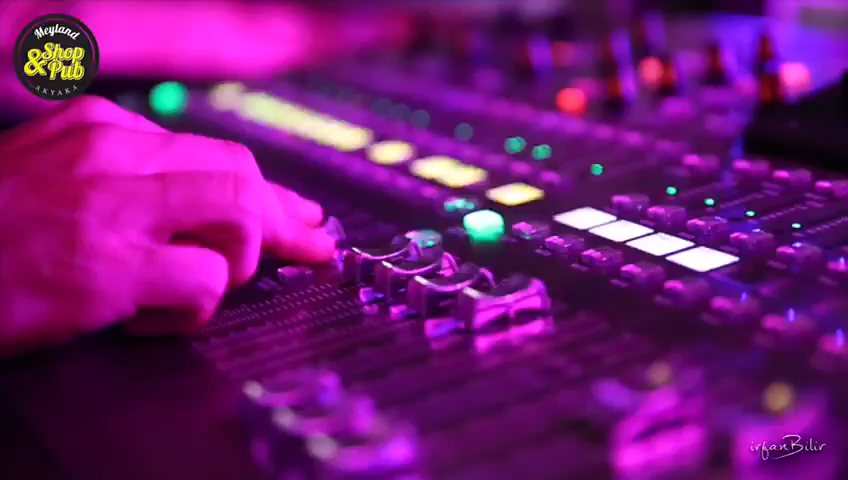 Meyland
Shop
& Pub
AKYAKA
irfanBilir